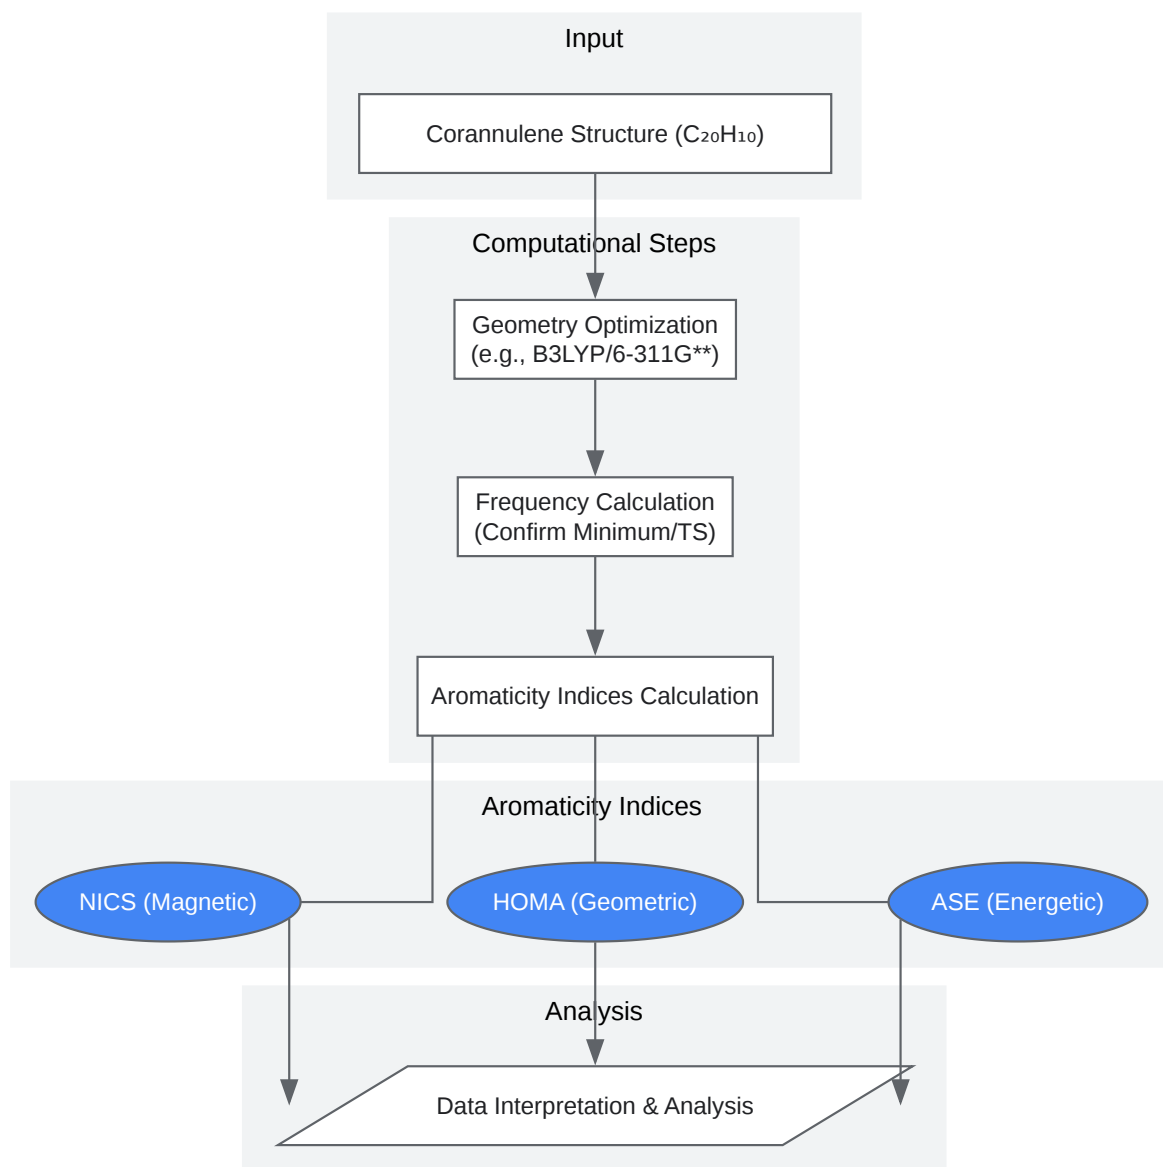 Input
Corannulene Structure (C₂₀H₁₀)
Computational Steps
Geometry Optimization
(e.g., B3LYP/6-311G**)
Frequency Calculation
(Confirm Minimum/TS)
Aromaticity Indices Calculation
Aromaticity Indices
NICS (Magnetic)
HOMA (Geometric)
ASE (Energetic)
Analysis
Data Interpretation & Analysis